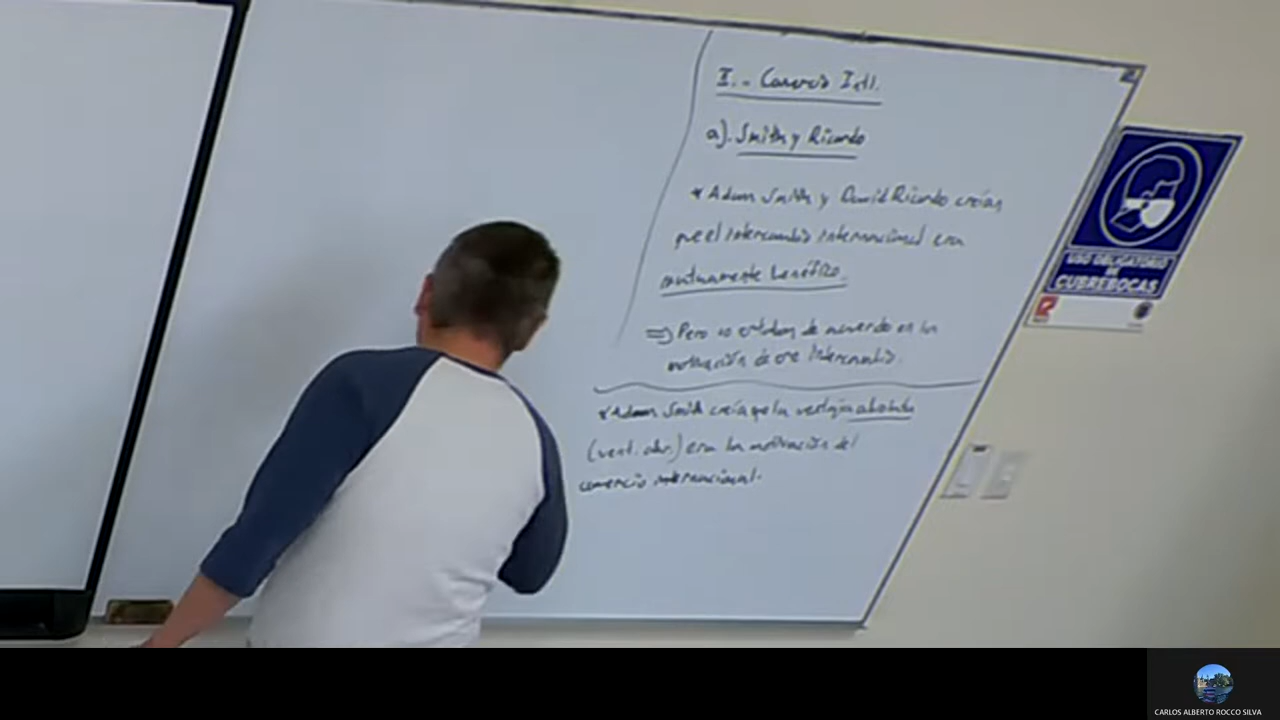 I.- Comercio Intl.
a). Smith y Ricardo
* Adam Smith y David Ricardo creían
que el intercambio internacional era
mutuamente benéfico.
=> Pero no estaban de acuerdo en la
motivación de ese intercambio.
* Adam Smith creía que la ventaja absoluta
(vent. abs.) era la motivación del
comercio internacional.
USO OBLIGATORIO
DE
CUBREBOCAS
CARLOS ALBERTO ROCCO SILVA